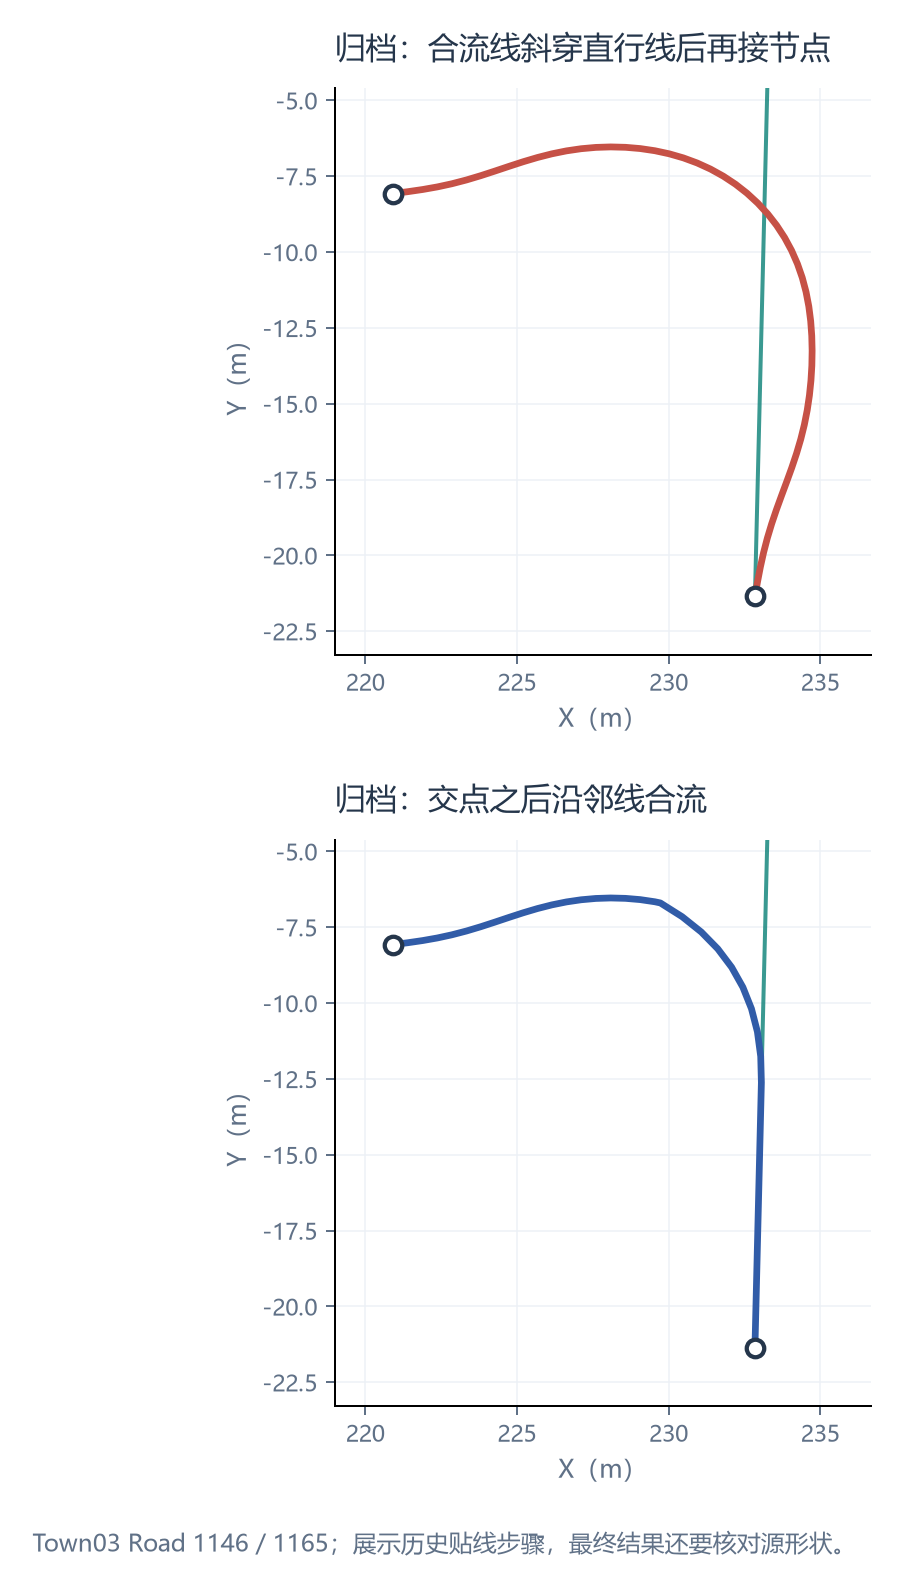 归档：合流线斜穿直行线后再接节点
-5.0
-7.5
-10.0
-12.5
-15.0
-17.5
-20.0
-22.5
Y（m）
220 225 230 235
X（m）
归档：交点之后沿邻线合流
-5.0
-7.5
-10.0
-12.5
-15.0
-17.5
-20.0
-22.5
Y（m）
220 225 230 235
X（m）
Town03 Road 1146 / 1165；展示历史贴线步骤，最终结果还要核对源形状。